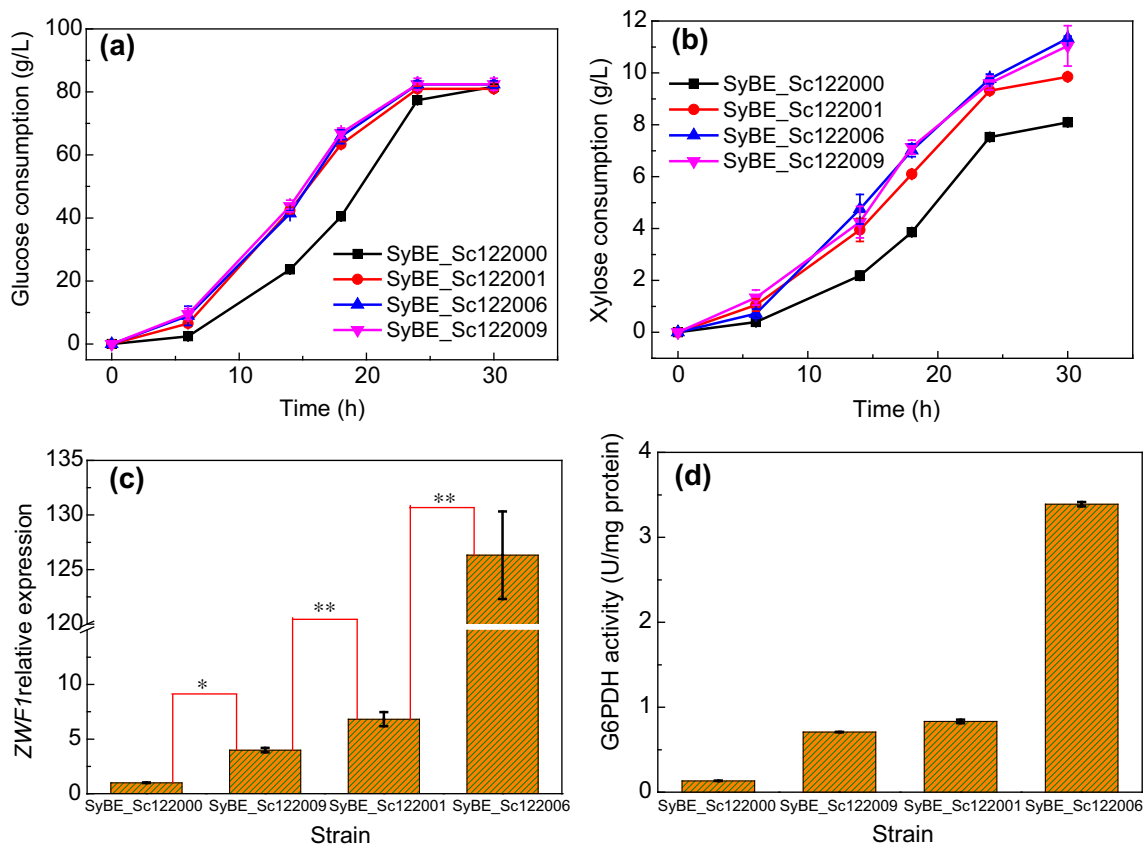 (a)
Glucose consumption (g/L)
100
80
60
40
20
0
SyBE_Sc122000
SyBE_Sc122001
SyBE_Sc122006
SyBE_Sc122009
0 10 20 30
Time (h)
(b)
Xylose consumption (g/L)
12
10
8
6
4
2
0
SyBE_Sc122000
SyBE_Sc122001
SyBE_Sc122006
SyBE_Sc122009
0 10 20 30
Time (h)
(c)
ZWF1relative expression
135
130
125
120
10
5
0
*
**
**
SyBE_Sc122000 SyBE_Sc122009 SyBE_Sc122001 SyBE_Sc122006
Strain
(d)
G6PDH activity (U/mg protein)
4
3
2
1
0
SyBE_Sc122000 SyBE_Sc122009 SyBE_Sc122001 SyBE_Sc122006
Strain